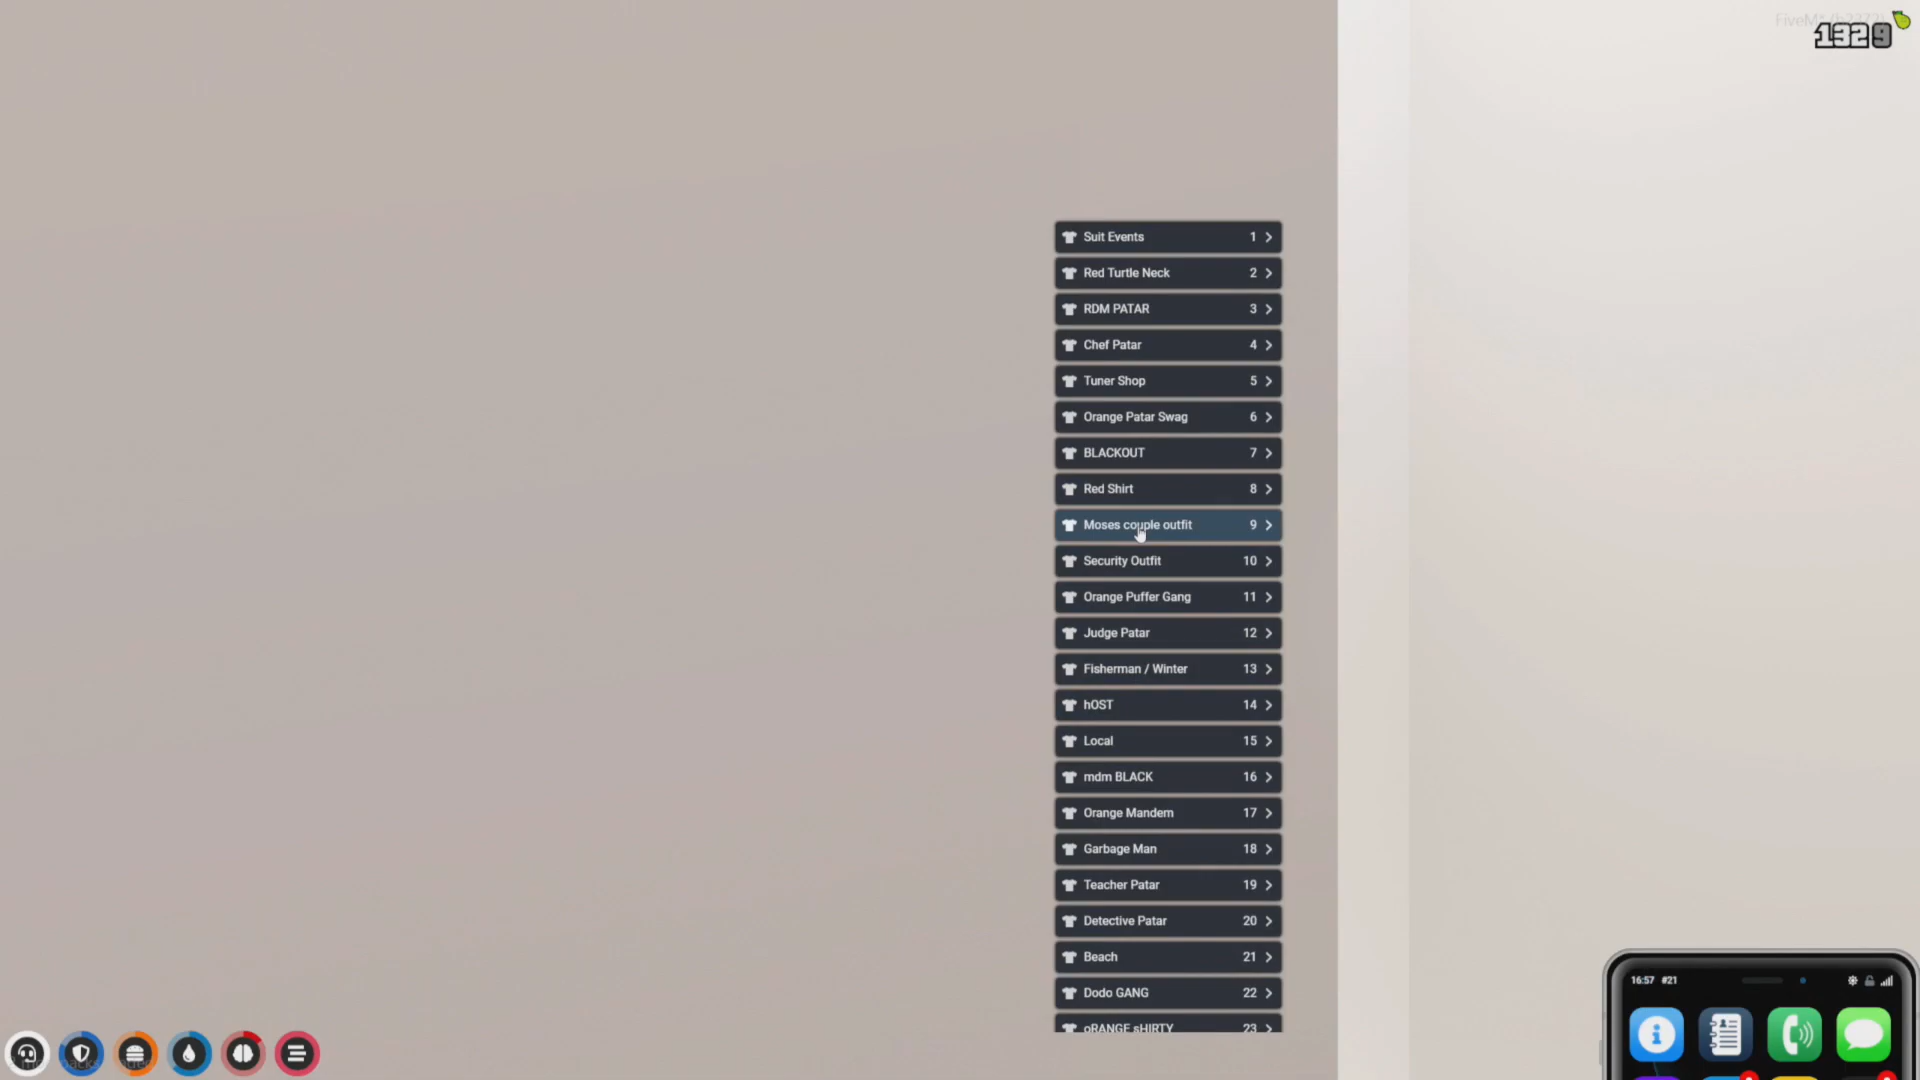 FiveM
1329
Suit Events 1
Red Turtle Neck 2
RDM PATAR 3
Chef Patar 4
Tuner Shop 5
Orange Patar Swag 6
BLACKOUT 7
Red Shirt 8
Moses couple outfit 9
Security Outfit 10
Orange Puffer Gang 11
Judge Patar 12
Fisherman / Winter 13
hOST 14
Local 15
mdm BLACK 16
Orange Mandem 17
Garbage Man 18
Teacher Patar 19
Detective Patar 20
Beach 21
Dodo GANG 22
oRANGE sHIRTY 23
16:57 #21